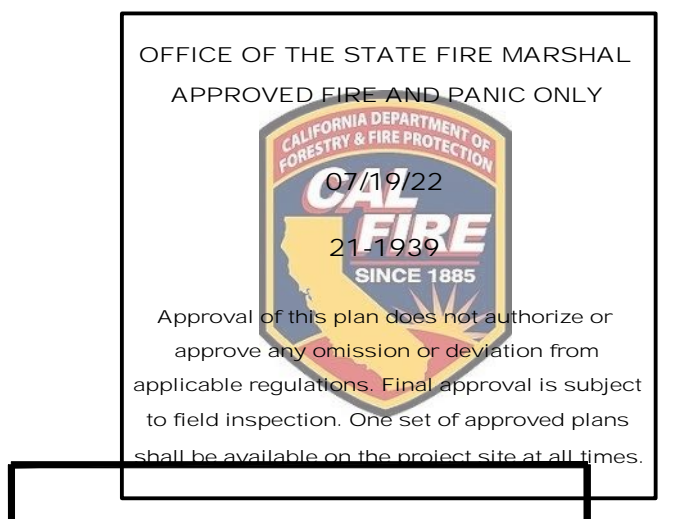 OFFICE OF THE STATE FIRE MARSHAL
APPROVED FIRE AND PANIC ONLY
CALIFORNIA DEPARTMENT OF
FORESTRY & FIRE PROTECTION
07/19/22
CAL
21-1939
FIRE
SINCE 1885
Approval of this plan does not authorize or
approve any omission or deviation from
applicable regulations. Final approval is subject
to field inspection. One set of approved plans
shall be available on the project site at all times.